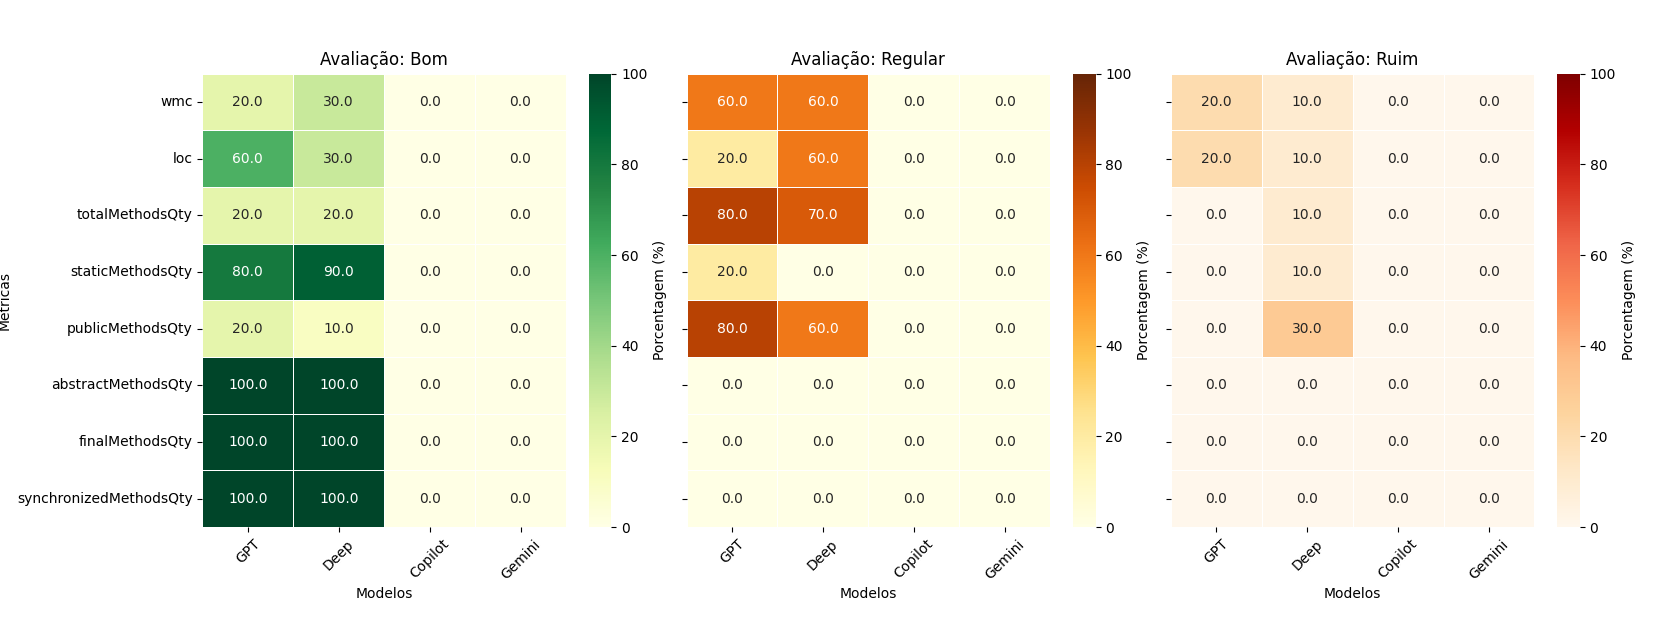 Avaliação: Bom
Avaliação: Regular
Avaliação: Ruim
Métricas
wmc 20.0 30.0 0.0 0.0 60.0 60.0 0.0 0.0 20.0 10.0 0.0 0.0
loc 60.0 30.0 0.0 0.0 20.0 60.0 0.0 0.0 20.0 10.0 0.0 0.0
totalMethodsQty 20.0 20.0 0.0 0.0 80.0 70.0 0.0 0.0 0.0 10.0 0.0 0.0
staticMethodsQty 80.0 90.0 0.0 0.0 20.0 0.0 0.0 0.0 0.0 10.0 0.0 0.0
publicMethodsQty 20.0 10.0 0.0 0.0 80.0 60.0 0.0 0.0 0.0 30.0 0.0 0.0
abstractMethodsQty 100.0 100.0 0.0 0.0 0.0 0.0 0.0 0.0 0.0 0.0 0.0 0.0
finalMethodsQty 100.0 100.0 0.0 0.0 0.0 0.0 0.0 0.0 0.0 0.0 0.0 0.0
synchronizedMethodsQty 100.0 100.0 0.0 0.0 0.0 0.0 0.0 0.0 0.0 0.0 0.0 0.0
GPT Deep Copilot Gemini
Modelos
100
80
60
40
20
0
Porcentagem (%)
GPT Deep Copilot Gemini
Modelos
100
80
60
40
20
0
Porcentagem (%)
GPT Deep Copilot Gemini
Modelos
100
80
60
40
20
0
Porcentagem (%)